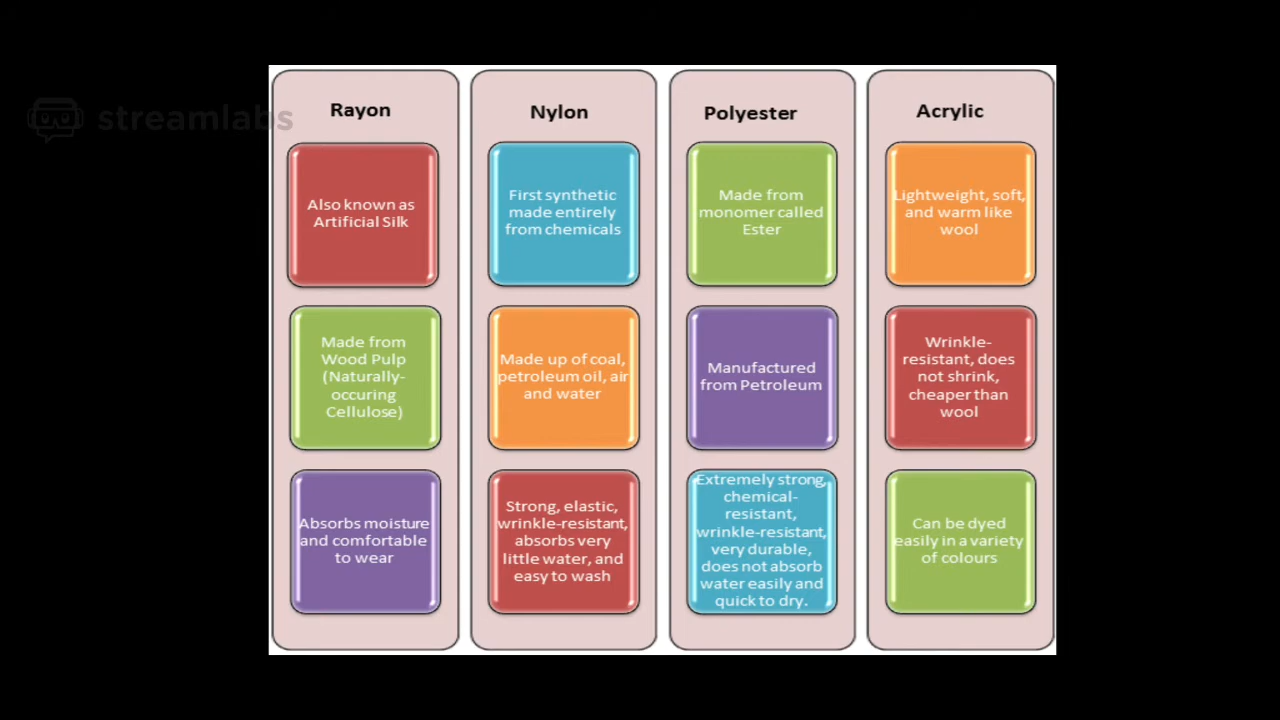 streamlabs
Rayon
Also known as
Artificial Silk
Made from
Wood Pulp
(Naturally-
occuring
Cellulose)
Absorbs moisture
and comfortable
to wear
Nylon
First synthetic
made entirely
from chemicals
Made up of coal,
petroleum oil, air
and water
Strong, elastic,
wrinkle-resistant,
absorbs very
little water, and
easy to wash
Polyester
Made from
monomer called
Ester
Manufactured
from Petroleum
Extremely strong,
chemical-
resistant,
wrinkle-resistant,
very durable,
does not absorb
water easily and
quick to dry.
Acrylic
Lightweight, soft,
and warm like
wool
Wrinkle-
resistant, does
not shrink,
cheaper than
wool
Can be dyed
easily in a variety
of colours